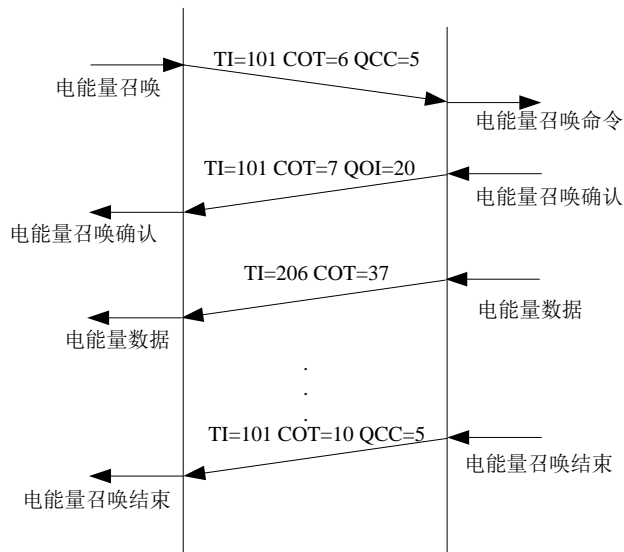 TI=101 COT=6 QCC=5
电能量召唤
电能量召唤命令
TI=101 COT=7 QOI=20
电能量召唤确认
电能量召唤确认
TI=206 COT=37
电能量数据
电能量数据
.
.
.
TI=101 COT=10 QCC=5
电能量召唤结束
电能量召唤结束